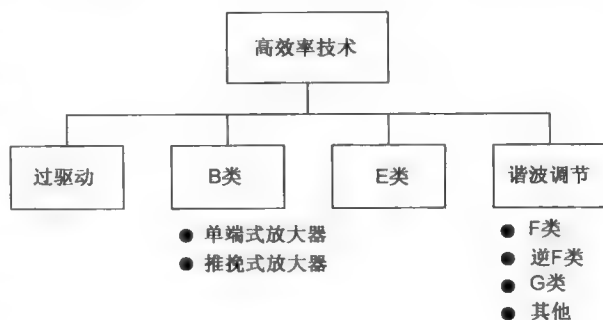 高效率技术
过驱动
B类
E类
谐波调节
● 单端式放大器
● 推挽式放大器
● F类
● 逆F类
● G类
● 其他